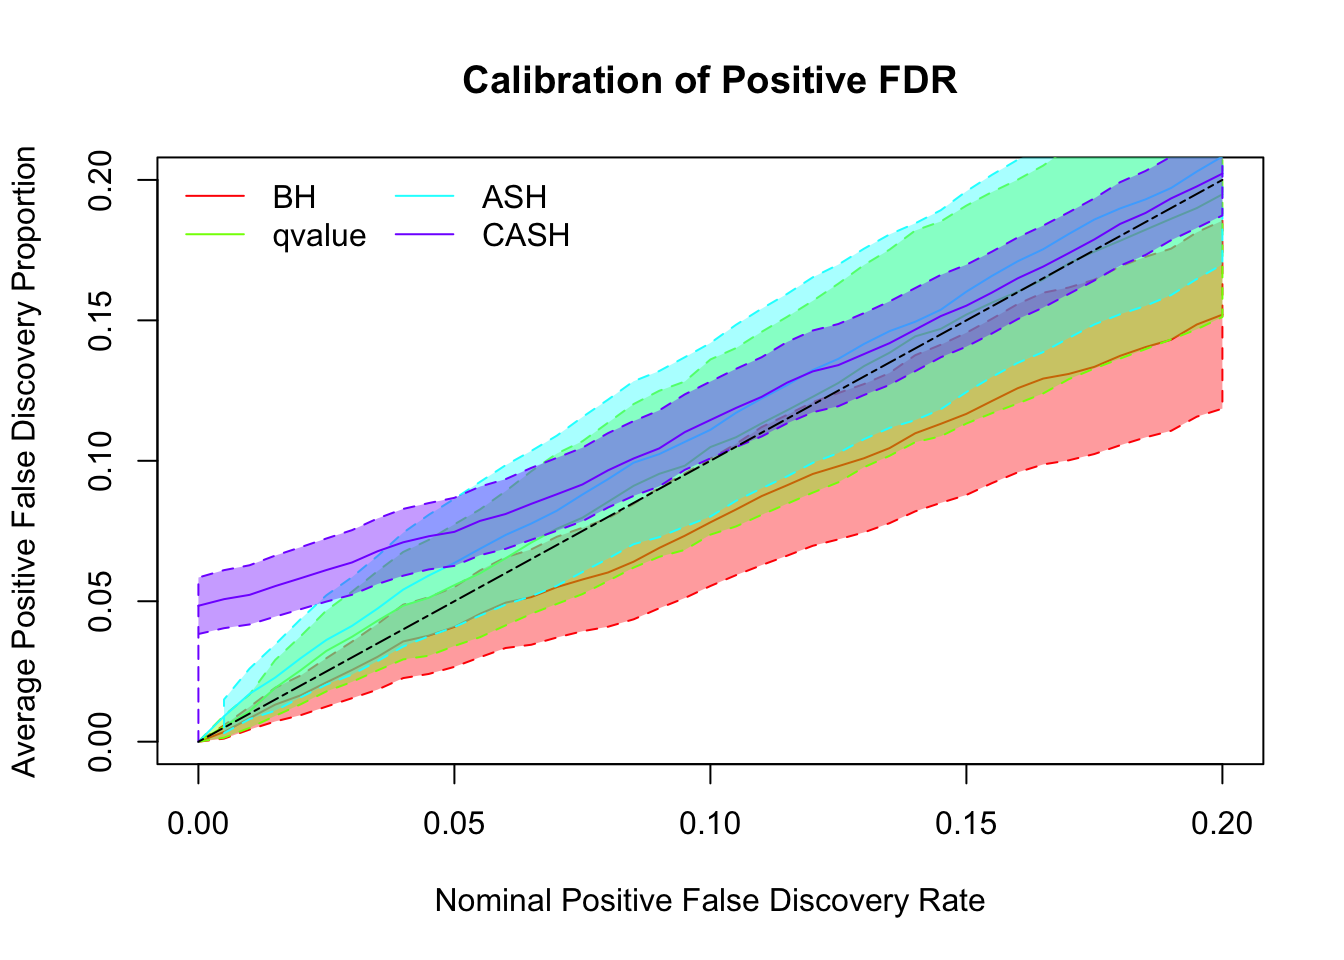 Calibration of Positive FDR
BH
qvalue
ASH
CASH
Average Positive False Discovery Proportion
0.20
0.15
0.10
0.05
0.00
0.00 0.05 0.10 0.15 0.20
Nominal Positive False Discovery Rate